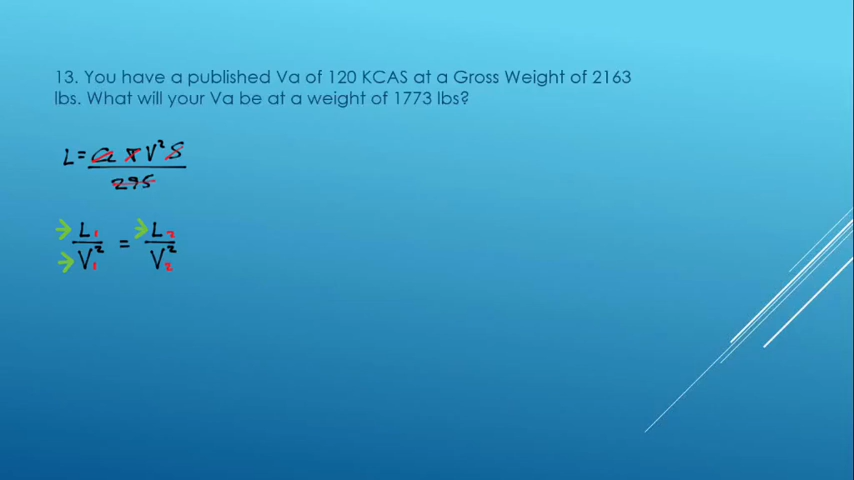 13. You have a published Va of 120 KCAS at a Gross Weight of 2163
lbs. What will your Va be at a weight of 1773 lbs?
L = CL σ V² S
295
L₁ = L₂
V₁² V₂²